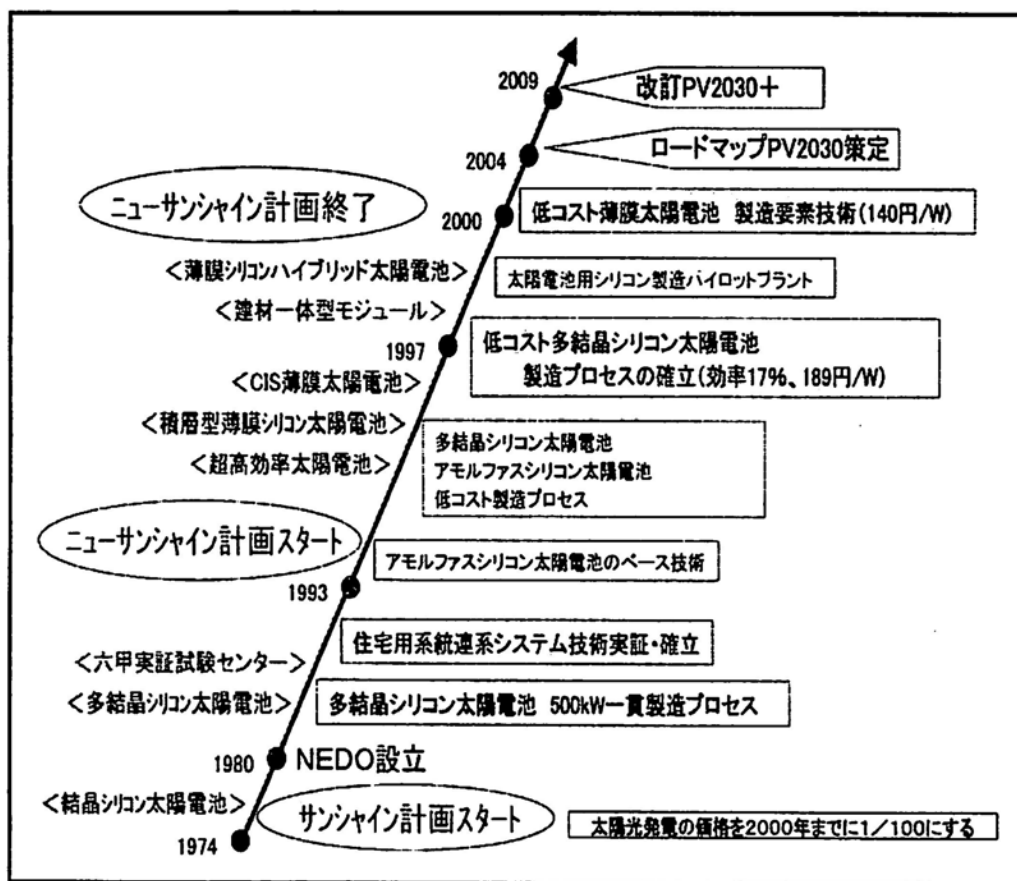 2009
改訂PV2030＋
2004
ロードマップPV2030策定
ニューサンシャイン計画終了
2000
低コスト薄膜太陽電池 製造要素技術(140円/W)
＜薄膜シリコンハイブリッド太陽電池＞
太陽電池用シリコン製造パイロットプラント
＜建材一体型モジュール＞
1997
低コスト多結晶シリコン太陽電池
製造プロセスの確立(効率17%、189円/W)
＜CIS薄膜太陽電池＞
＜積層型薄膜シリコン太陽電池＞
＜超高効率太陽電池＞
多結晶シリコン太陽電池
アモルファスシリコン太陽電池
低コスト製造プロセス
ニューサンシャイン計画スタート
アモルファスシリコン太陽電池のベース技術
1993
住宅用系統連系システム技術実証・確立
＜六甲実証試験センター＞
＜多結晶シリコン太陽電池＞
多結晶シリコン太陽電池 500kW一貫製造プロセス
1980
NEDO設立
＜結晶シリコン太陽電池＞
サンシャイン計画スタート
太陽光発電の価格を2000年までに1／100にする
1974